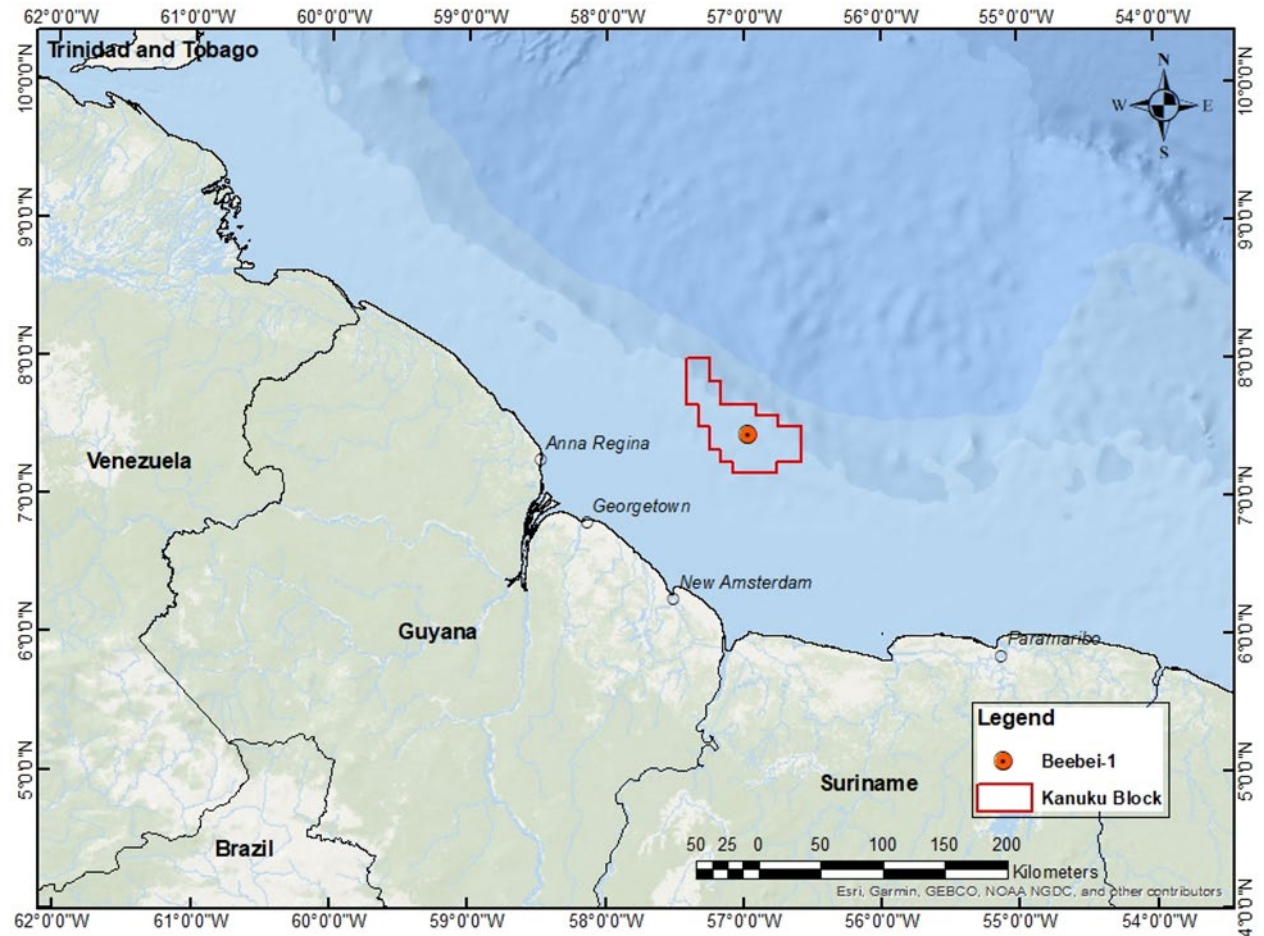 62°0'0"W 61°0'0"W 60°0'0"W 59°0'0"W 58°0'0"W 57°0'0"W 56°0'0"W 55°0'0"W 54°0'0"W
Trinidad and Tobago
N
W E
S
10°0'0"N 10°0'0"N
9°0'0"N 9°0'0"N
8°0'0"N 8°0'0"N
Anna Regina
Venezuela
7°0'0"N 7°0'0"N
Georgetown
New Amsterdam
Guyana
6°0'0"N 6°0'0"N
Paramaribo
Legend
Beebei-1
Kanuku Block
5°0'0"N 5°0'0"N
Suriname
Brazil
50 25 0 50 100 150 200
Kilometers
Esri, Garmin, GEBCO, NOAA NGDC, and other contributors
4°0'0"N
62°0'0"W 61°0'0"W 60°0'0"W 59°0'0"W 58°0'0"W 57°0'0"W 56°0'0"W 55°0'0"W 54°0'0"W